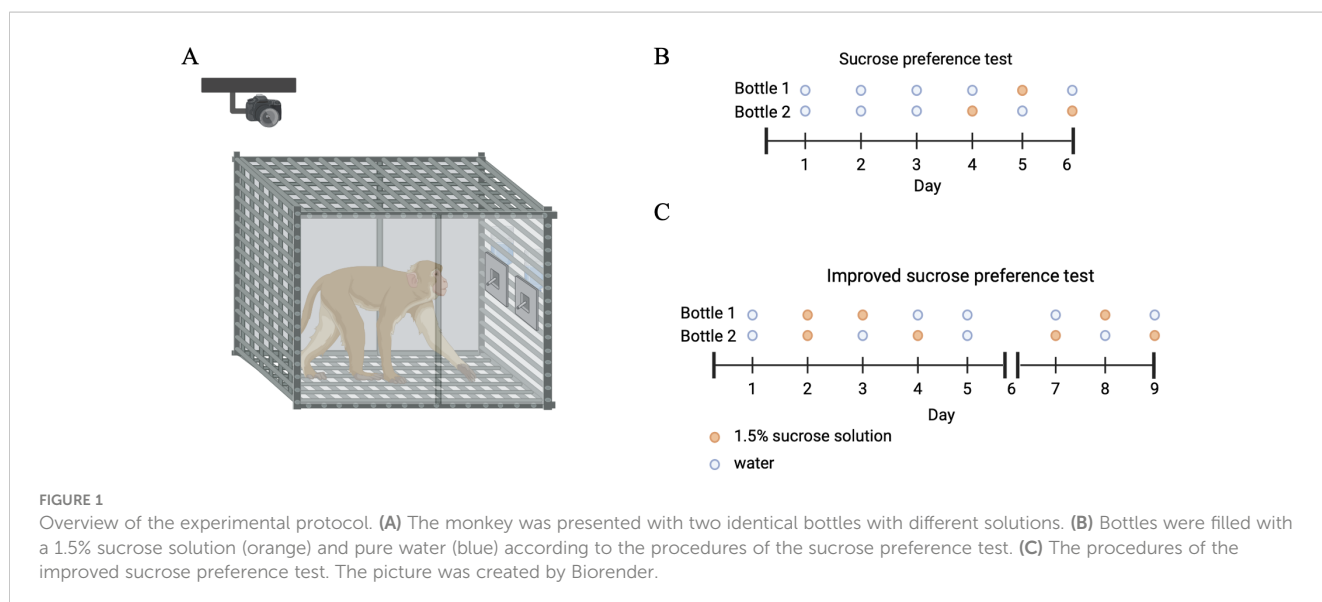 A
B
Sucrose preference test
Bottle 1
Bottle 2
1 2 3 4 5 6
Day
C
Improved sucrose preference test
Bottle 1
Bottle 2
1 2 3 4 5 6 7 8 9
Day
1.5% sucrose solution
water
FIGURE 1
Overview of the experimental protocol. (A) The monkey was presented with two identical bottles with different solutions. (B) Bottles were filled with
a 1.5% sucrose solution (orange) and pure water (blue) according to the procedures of the sucrose preference test. (C) The procedures of the
improved sucrose preference test. The picture was created by Biorender.